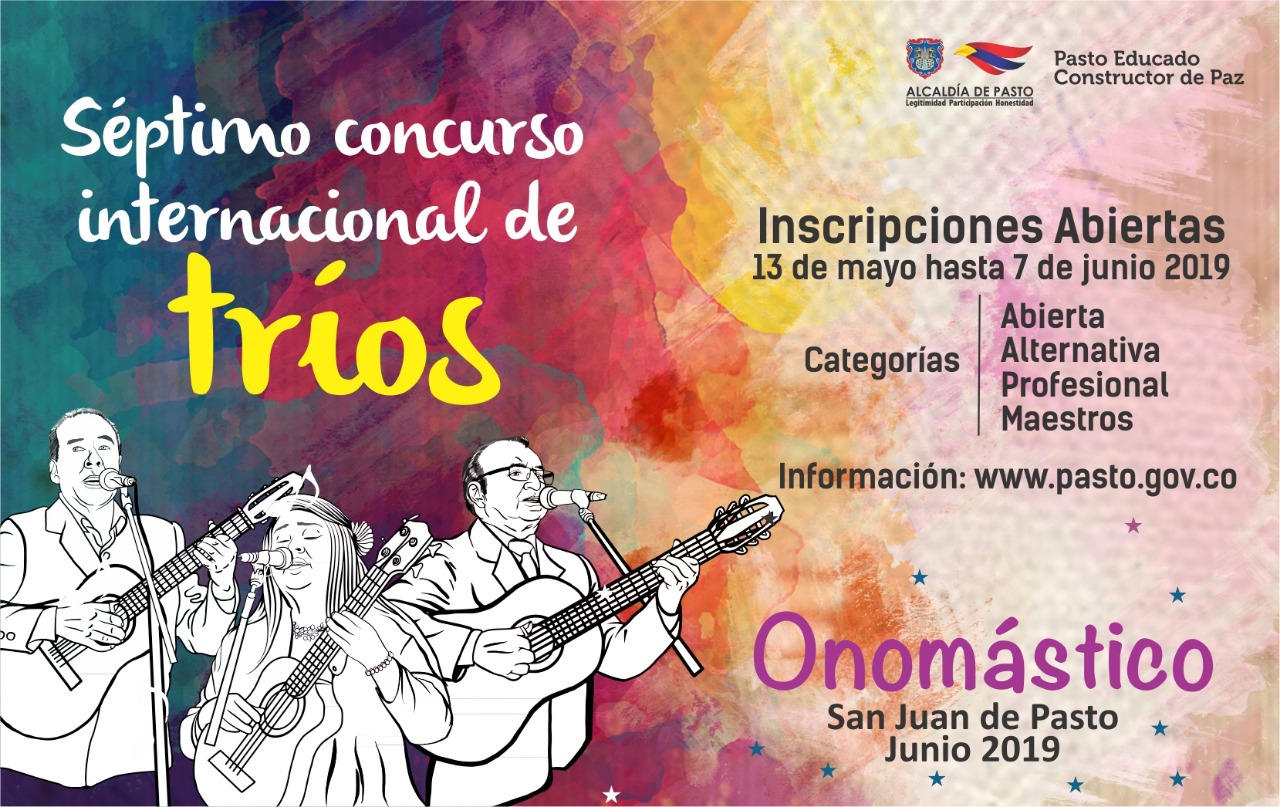 Séptimo concurso
internacional de
tríos
ALCALDÍA DE PASTO
Legitimidad Participación Honestidad
Pasto Educado
Constructor de Paz
Inscripciones Abiertas
13 de mayo hasta 7 de junio 2019
Categorías
Abierta
Alternativa
Profesional
Maestros
Información: www.pasto.gov.co
Onomástico
San Juan de Pasto
Junio 2019